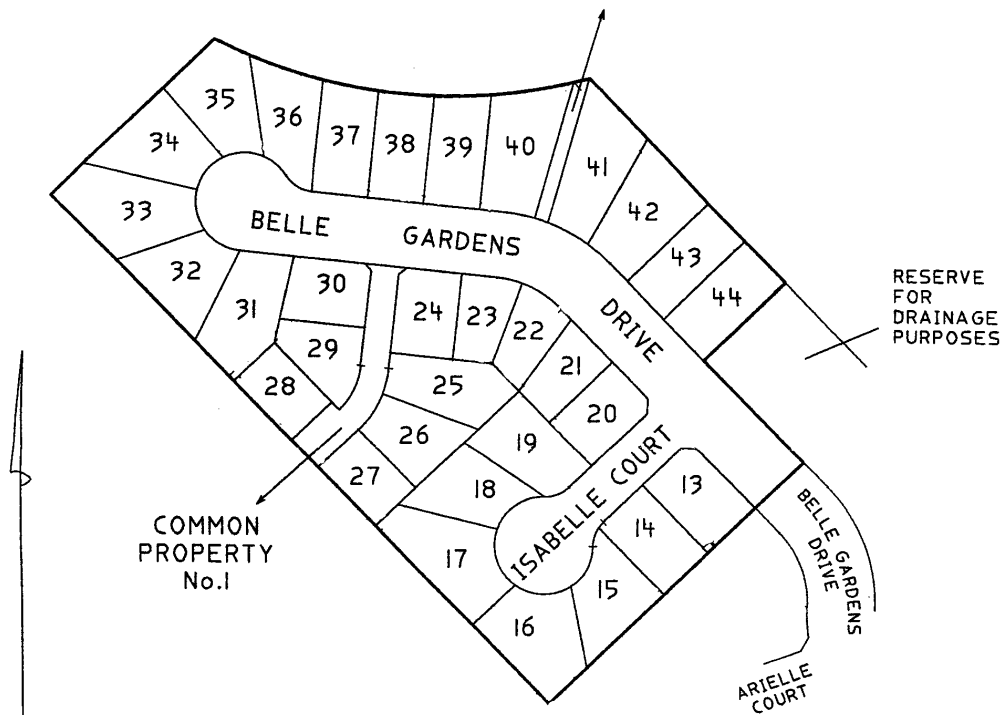 35
36
37
38
39
40
41
34
42
33
BELLE GARDENS DRIVE
43
32
30
44
31
24
23
22
29
21
28
25
20
26
19
27
18
ISABELLE COURT
13
14
17
15
16
RESERVE
FOR
DRAINAGE
PURPOSES
COMMON
PROPERTY
No.1
BELLE GARDENS
DRIVE
ARIELLE
COURT